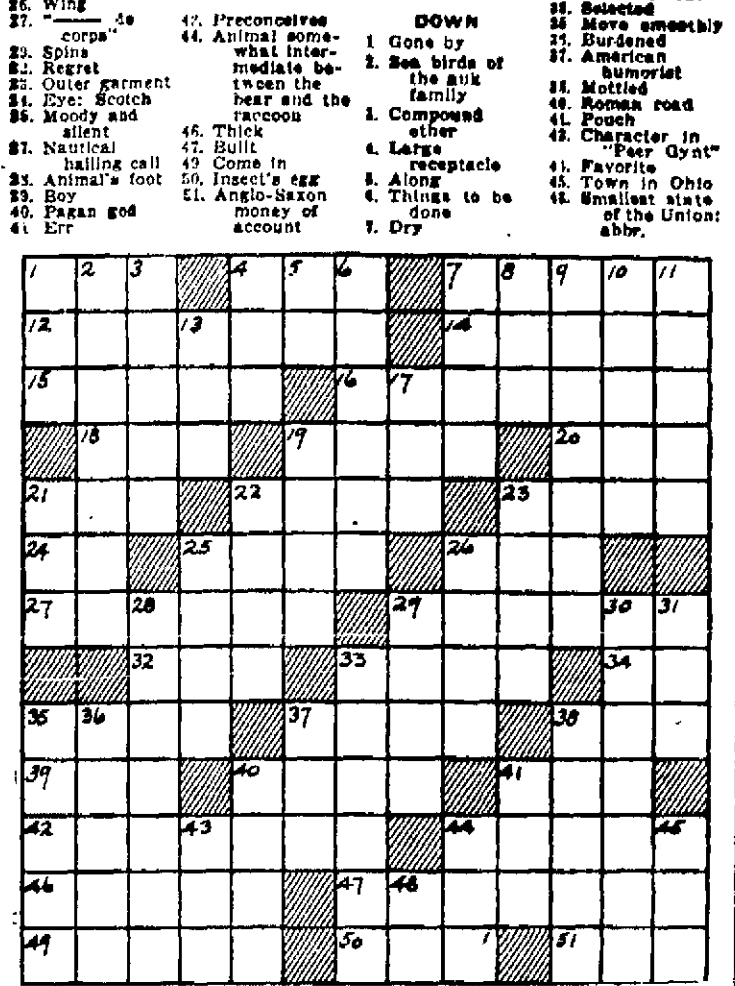 26. Wing
27. "—— de
corps"
29. Spins
32. Regret
33. Outer garment
34. Eye: Scotch
35. Moody and
silent
37. Nautical
hailing call
38. Animal's foot
39. Boy
40. Pagan god
41. Err
42. Preconceives
44. Animal some-
what inter-
mediate be-
tween the
bear and the
raccoon
46. Thick
47. Built
49. Come in
50. Insect's egg
51. Anglo-Saxon
money of
account
DOWN
1. Gone by
2. Sea birds of
the auk
family
3. Compound
ether
4. Large
receptacle
5. Along
6. Things to be
done
7. Dry
Selected
36. Move smoothly
Burdened
37. American
humorist
38. Mottled
40. Roman road
41. Pouch
43. Character in
"Peer Gynt"
44. Favorite
45. Town in Ohio
48. Smallest state
of the Union:
abbr.
1 2 3 4 5 6 7 8 9 10 11
12 13 14
15 16 17
18 19 20
21 22 23
24 25 26
27 28 29 30 31
32 33 34
35 36 37 38
39 40 41
42 43 44 45
46 47 48
49 50 51